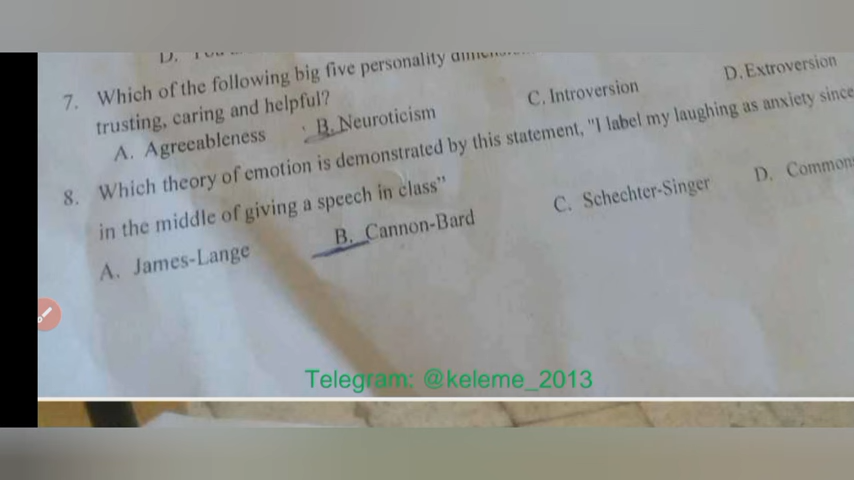 D.
7. Which of the following big five personality
trusting, caring and helpful?
A. Agreeableness B. Neuroticism C. Introversion D. Extroversion
8. Which theory of emotion is demonstrated by this statement, "I label my laughing as anxiety since
in the middle of giving a speech in class"
A. James-Lange B. Cannon-Bard C. Schechter-Singer D. Common
Telegram: @keleme_2013